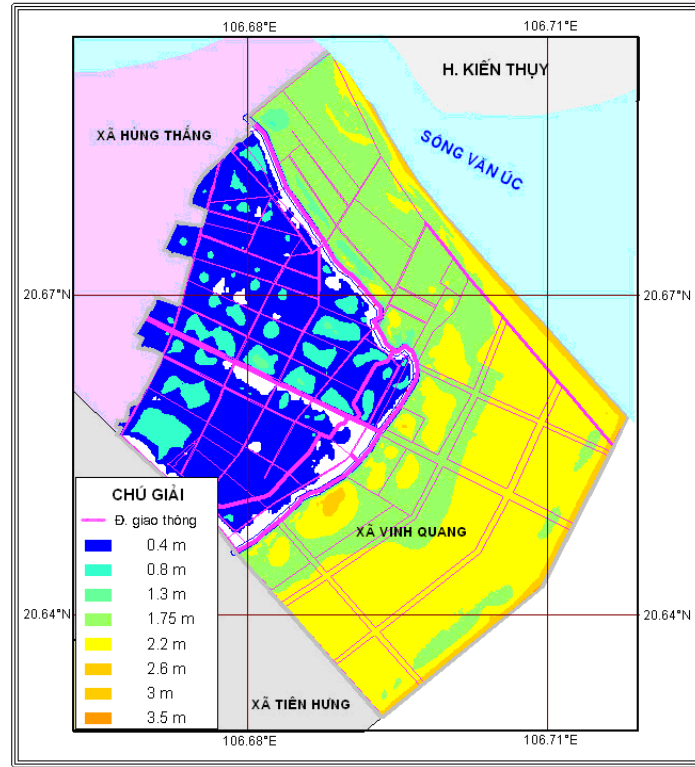 106.68°E
106.71°E
H. KIẾN THỤY
XÃ HÙNG THẮNG
SÔNG VĂN ÚC
20.67°N
20.67°N
CHÚ GIẢI
Đ. giao thông
0.4 m
0.8 m
1.3 m
1.75 m
2.2 m
2.6 m
3 m
3.5 m
XÃ VINH QUANG
20.64°N
20.64°N
XÃ TIÊN HƯNG
106.68°E
106.71°E